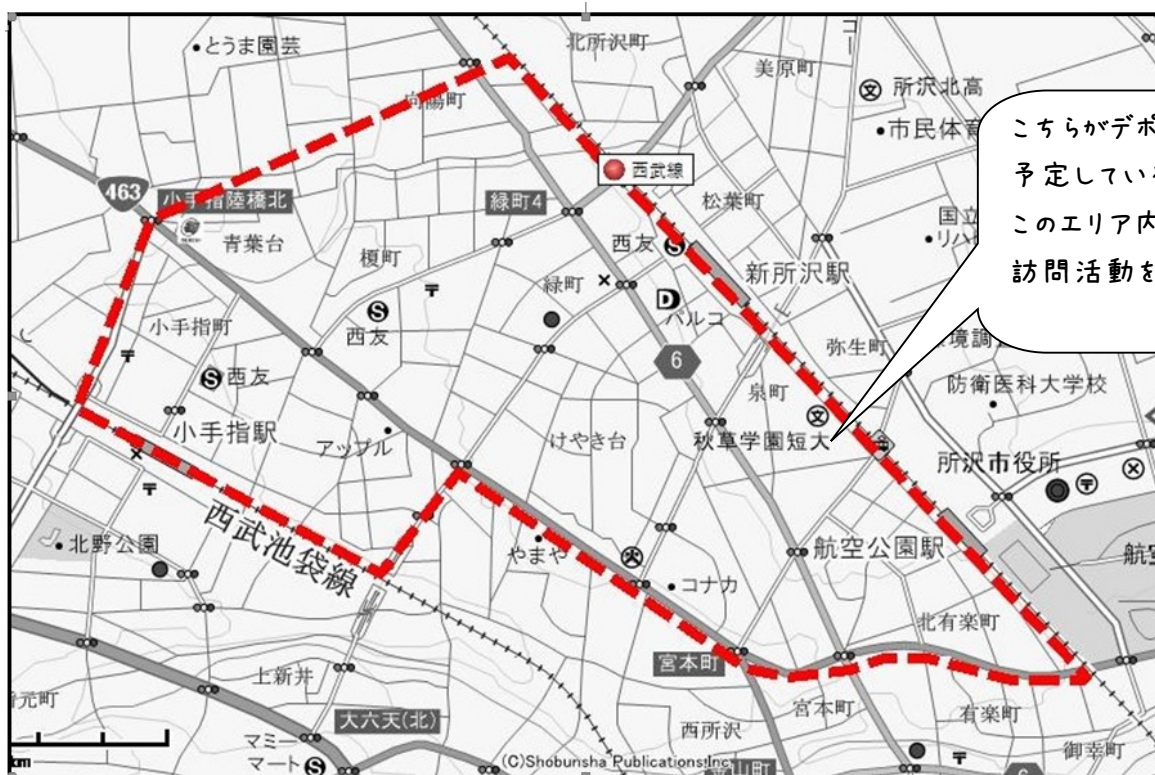 とうま園芸
北所沢町
美原町
所沢北高
向陽町
463
小手指陸橋北
緑町4
西武線
松葉町
青葉台
榎町
西友
新所沢駅
緑町
パルコ
小手指町
西友
6
弥生町
西友
泉町
防衛医科大学校
小手指駅
アップル
けやき台
秋草学園短大
所沢市役所
西武池袋線
北野公園
やまや
航空公園駅
コナカ
北有楽町
宮本町
上新井
宮本町
有楽町
大六天(北)
西所沢
御幸町
マミー
マート
(C)Shobunsha Publications,Inc.
こちらがデポ
予定してい
このエリア内
訪問活動を